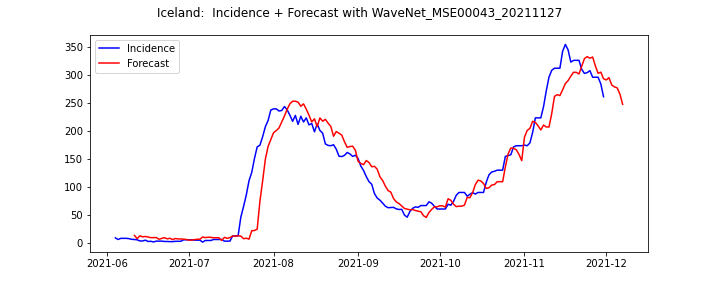 Iceland:  Incidence + Forecast with WaveNet_MSE00043_20211127
Incidence
Forecast
350
300
250
200
150
100
50
0
2021-06 2021-07 2021-08 2021-09 2021-10 2021-11 2021-12